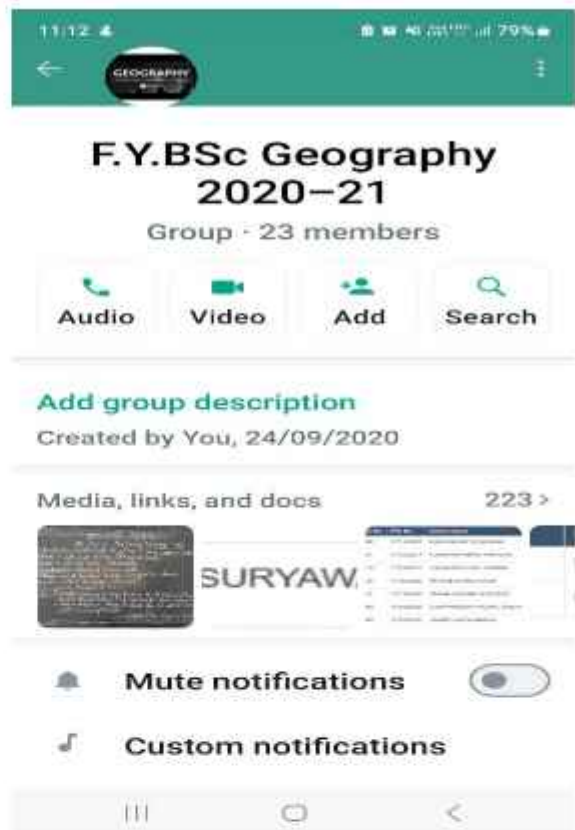 11:12
79%
GEOGRAPHY
F.Y.BSc Geography
2020–21
Group · 23 members
Audio Video Add Search
Add group description
Created by You, 24/09/2020
Media, links, and docs 223 >
SURYAW
Mute notifications
Custom notifications